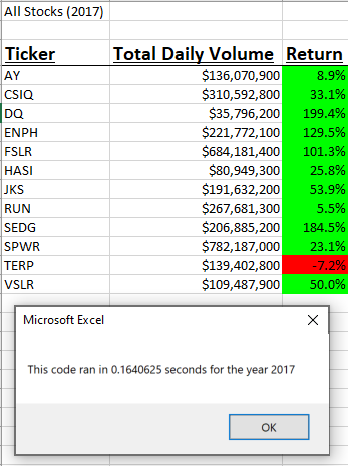 All Stocks (2017)
Ticker Total Daily Volume Return
AY $136,070,900 8.9%
CSIQ $310,592,800 33.1%
DQ $35,796,200 199.4%
ENPH $221,772,100 129.5%
FSLR $684,181,400 101.3%
HASI $80,949,300 25.8%
JKS $191,632,200 53.9%
RUN $267,681,300 5.5%
SEDG $206,885,200 184.5%
SPWR $782,187,000 23.1%
TERP $139,402,800 -7.2%
VSLR $109,487,900 50.0%
Microsoft Excel
This code ran in 0.1640625 seconds for the year 2017
OK